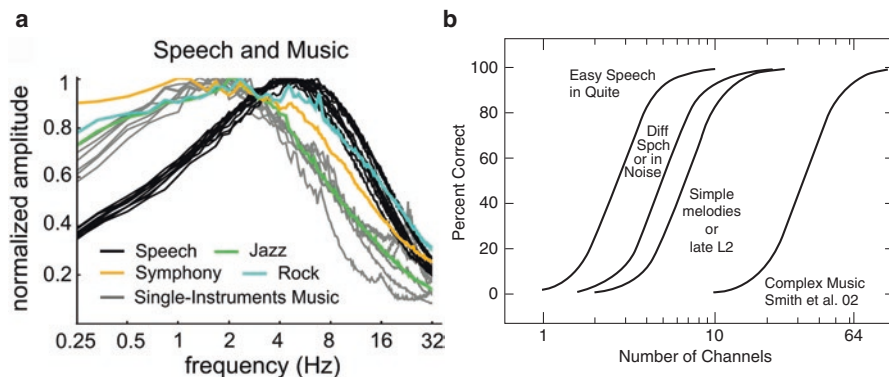 a
Speech and Music
normalized amplitude
1
0.8
0.6
0.4
0.2
Speech
Jazz
Symphony
Rock
Single-Instruments Music
0.25 0.5 1 2 4 8 16 32
frequency (Hz)
b
Percent Correct
100
80
60
40
20
0
Easy Speech
in Quite
Diff
Spch
or in
Noise
Simple
melodies
or
late L2
Complex Music
Smith et al. 02
1 10 64
Number of Channels